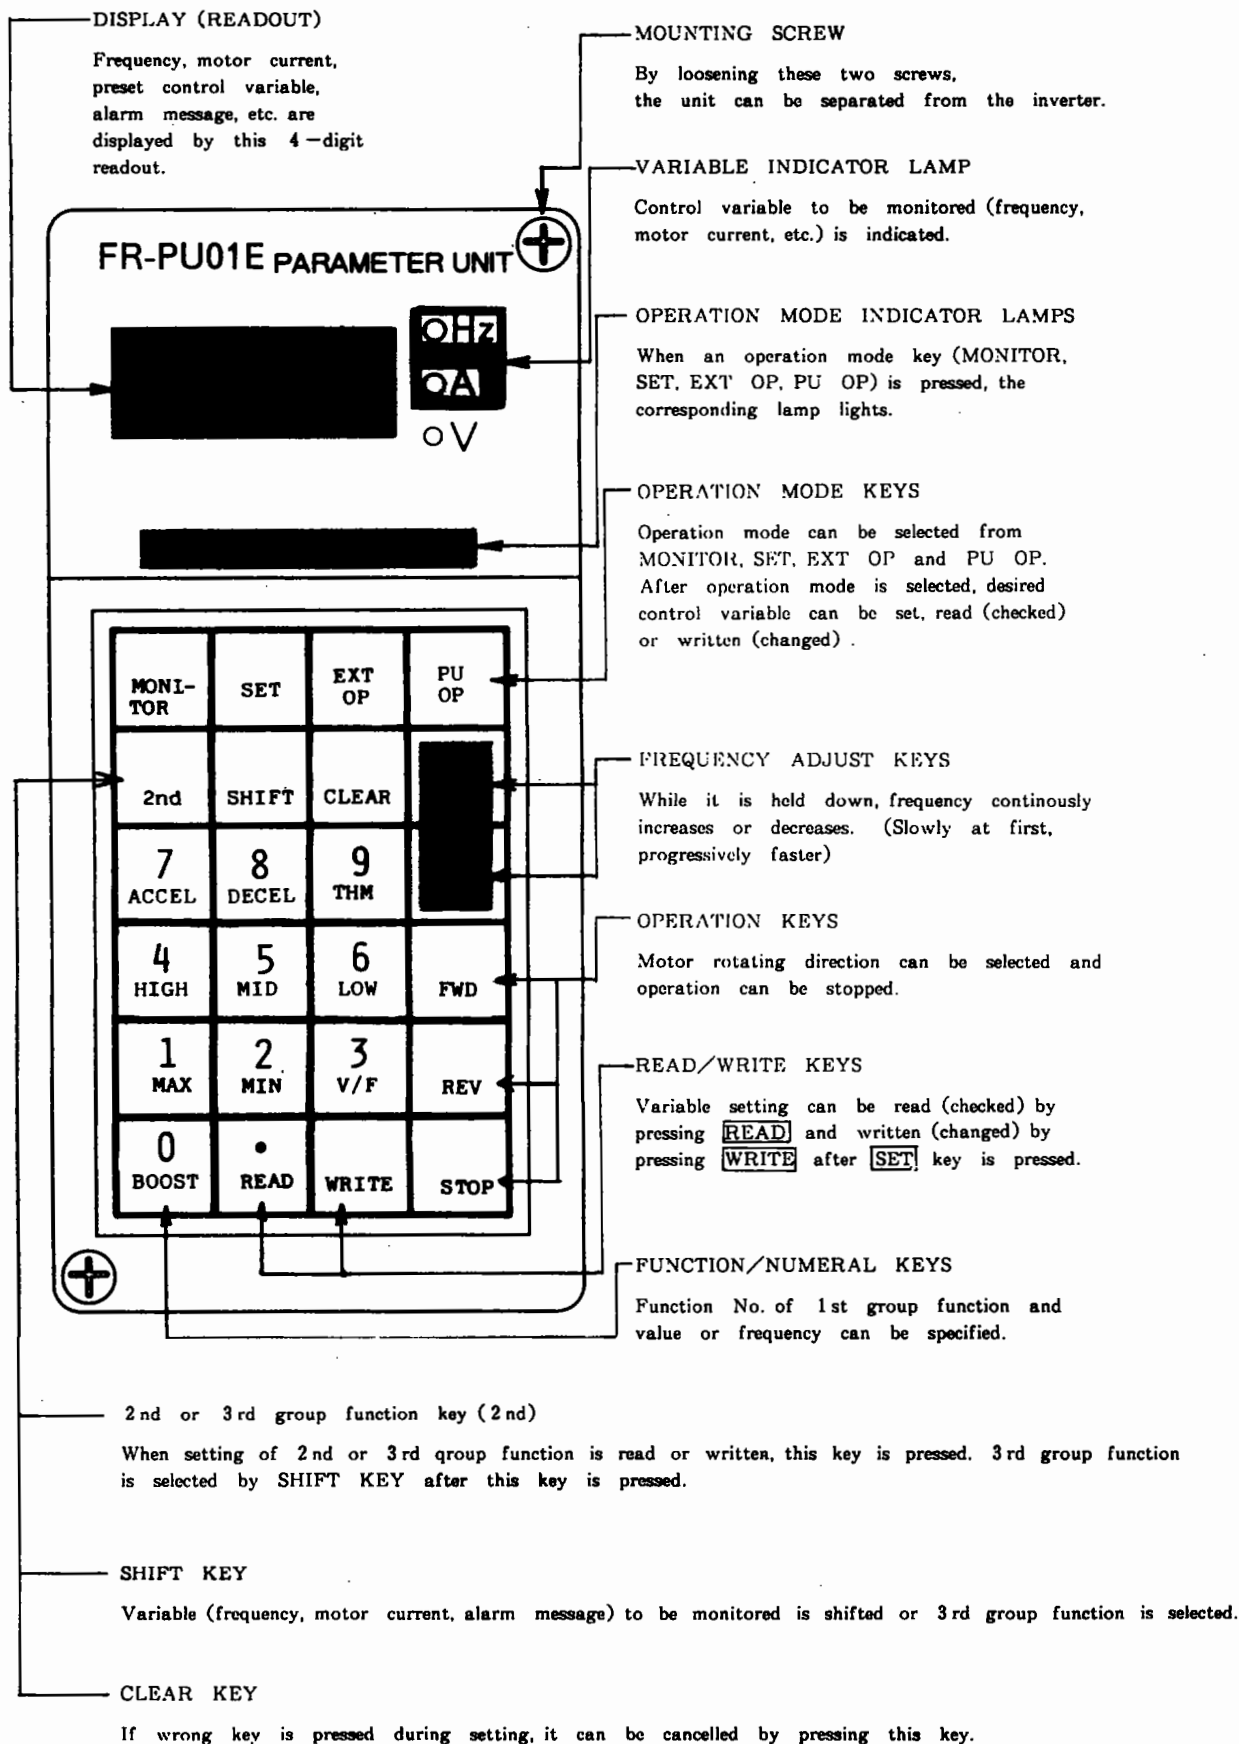 DISPLAY (READOUT)
Frequency, motor current,
preset control variable,
alarm message, etc. are
displayed by this 4-digit
readout.
MOUNTING SCREW
By loosening these two screws,
the unit can be separated from the inverter.
VARIABLE INDICATOR LAMP
Control variable to be monitored (frequency,
motor current, etc.) is indicated.
OPERATION MODE INDICATOR LAMPS
When an operation mode key (MONITOR,
SET, EXT OP, PU OP) is pressed, the
corresponding lamp lights.
OPERATION MODE KEYS
Operation mode can be selected from
MONITOR, SET, EXT OP and PU OP.
After operation mode is selected, desired
control variable can be set, read (checked)
or written (changed) .
FREQUENCY ADJUST KEYS
While it is held down, frequency continously
increases or decreases. (Slowly at first,
progressively faster)
OPERATION KEYS
Motor rotating direction can be selected and
operation can be stopped.
READ/WRITE KEYS
Variable setting can be read (checked) by
pressing READ and written (changed) by
pressing WRITE after SET key is pressed.
FUNCTION/NUMERAL KEYS
Function No. of 1st group function and
value or frequency can be specified.
FR-PU01E PARAMETER UNIT
Hz
A
V
MONI-
TOR
SET
EXT
OP
PU
OP
2nd
SHIFT
CLEAR
7
ACCEL
8
DECEL
9
THM
4
HIGH
5
MID
6
LOW
FWD
1
MAX
2
MIN
3
V/F
REV
0
BOOST
•
READ
WRITE
STOP
2nd or 3rd group function key (2nd)
When setting of 2nd or 3rd qroup function is read or written, this key is pressed. 3rd group function
is selected by SHIFT KEY after this key is pressed.
SHIFT KEY
Variable (frequency, motor current, alarm message) to be monitored is shifted or 3rd group function is selected.
CLEAR KEY
If wrong key is pressed during setting, it can be cancelled by pressing this key.